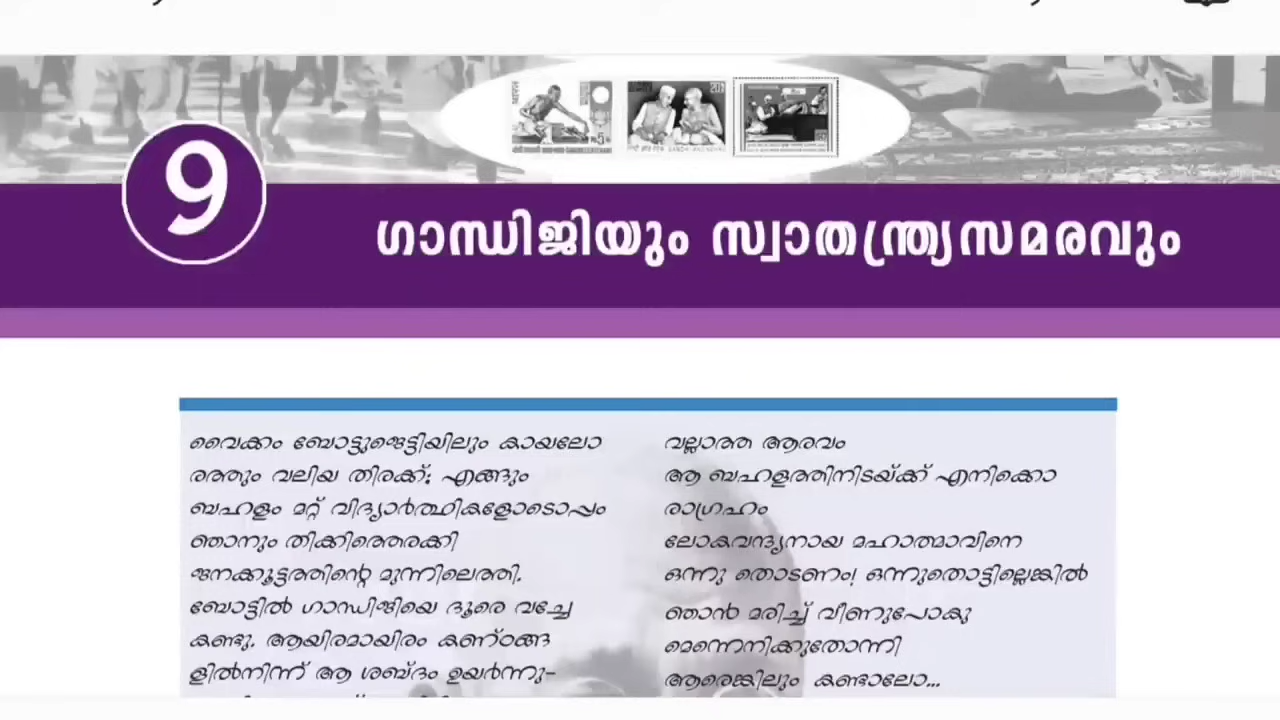 9
ഗാന്ധിജിയും സ്വാതന്ത്ര്യസമരവും
വൈക്കം ബോട്ടുജെട്ടിയിലും കായലോ
രത്തും വലിയ തിരക്ക്; എങ്ങും
ബഹളം മറ്റ് വിദ്യാർത്ഥികളോടൊപ്പം
ഞാനും തിക്കിത്തെരക്കി
ജനക്കൂട്ടത്തിന്റെ മുന്നിലെത്തി.
ബോട്ടിൽ ഗാന്ധിജിയെ ദൂരെ വച്ചേ
കണ്ടു. ആയിരമായിരം കണ്ഠങ്ങ
ളിൽനിന്ന് ആ ശബ്ദം ഉയർന്നു-
വല്ലാത്ത ആരവം
ആ ബഹളത്തിനിടയ്ക്ക് എനിക്കൊ
രാഗ്രഹം
ലോകവന്ദ്യനായ മഹാത്മാവിനെ
ഒന്നു തൊടണം! ഒന്നുതൊട്ടില്ലെങ്കിൽ
ഞാൻ മരിച്ച് വീണുപോകു
മെന്നെനിക്കുതോന്നി
ആരെങ്കിലും കണ്ടാലോ...